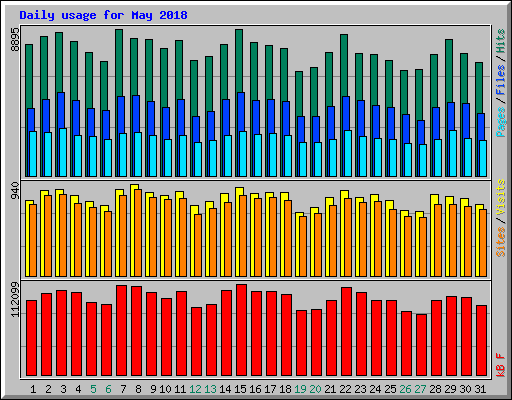 Daily usage for May 2018
8895
Pages / Files / Hits
940
Sites / Visits
112099
kB F
1 2 3 4 5 6 7 8 9 10 11 12 13 14 15 16 17 18 19 20 21 22 23 24 25 26 27 28 29 30 31